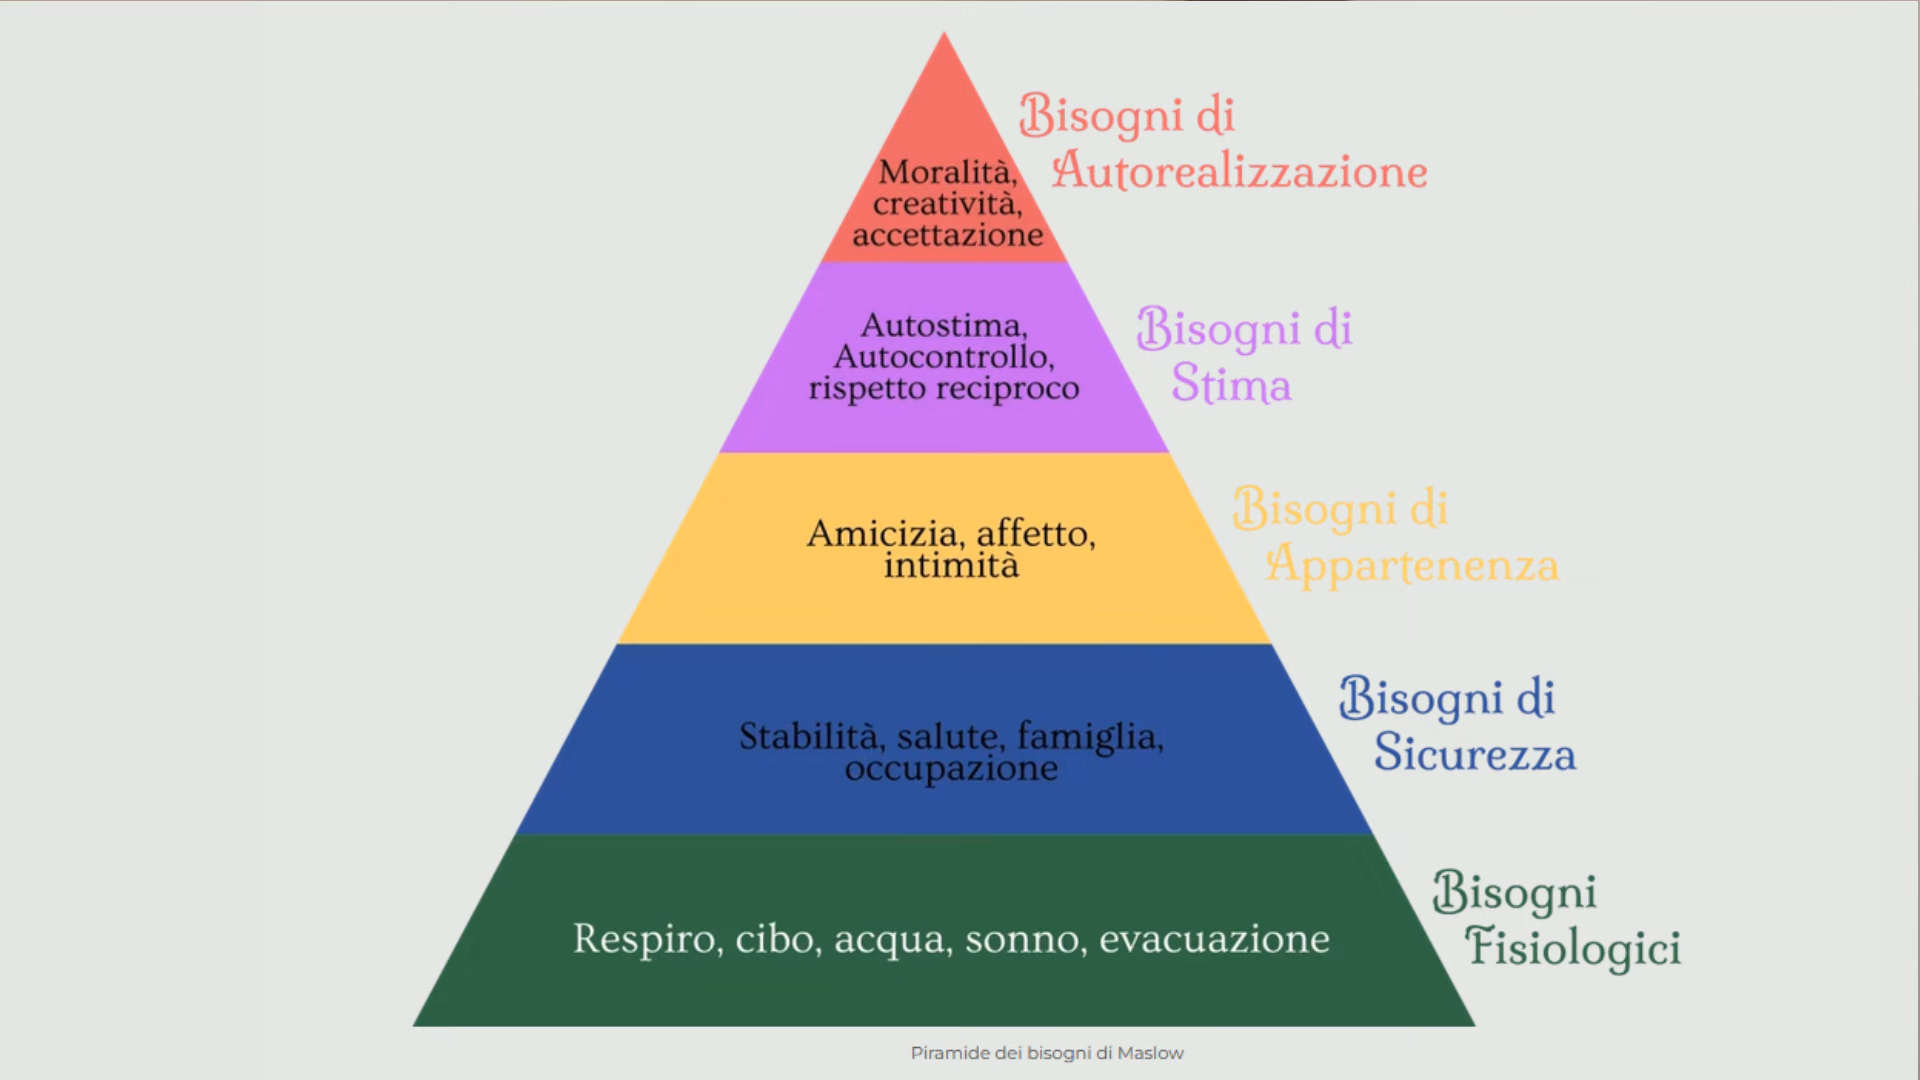 Bisogni di
Autorealizzazione
Moralità,
creatività,
accettazione
Bisogni di
Stima
Autostima,
Autocontrollo,
rispetto reciproco
Bisogni di
Appartenenza
Amicizia, affetto,
intimità
Bisogni di
Sicurezza
Stabilità, salute, famiglia,
occupazione
Bisogni
Fisiologici
Respiro, cibo, acqua, sonno, evacuazione
Piramide dei bisogni di Maslow